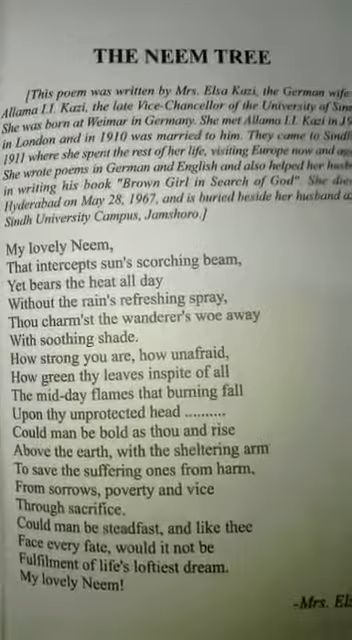 THE NEEM TREE
[This poem was written by Mrs. Elsa Kazi, the German wife
Allama I.I. Kazi, the late Vice-Chancellor of the University of Sin
She was born at Weimar in Germany. She met Allama I.I. Kazi in 19
in London and in 1910 was married to him. They came to Sindh
1911 where she spent the rest of her life, visiting Europe now and
She wrote poems in German and English and also helped her
in writing his book "Brown Girl in Search of God". She
Hyderabad on May 28, 1967, and is buried beside her husband
Sindh University Campus, Jamshoro.]
My lovely Neem,
That intercepts sun's scorching beam,
Yet bears the heat all day
Without the rain's refreshing spray,
Thou charm'st the wanderer's woe away
With soothing shade.
How strong you are, how unafraid,
How green thy leaves inspite of all
The mid-day flames that burning fall
Upon thy unprotected head ..........
Could man be bold as thou and rise
Above the earth, with the sheltering arm
To save the suffering ones from harm,
From sorrows, poverty and vice
Through sacrifice.
Could man be steadfast, and like thee
Face every fate, would it not be
Fulfilment of life's loftiest dream.
My lovely Neem!
-Mrs. Els